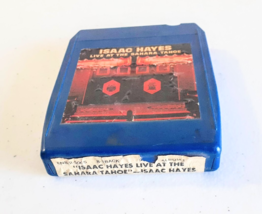 ISAAC HAYES
LIVE AT THE SAHARA TAHOE
"ISAAC HAYES LIVE AT THE
SAHARA TAHOE"—ISAAC HAYES